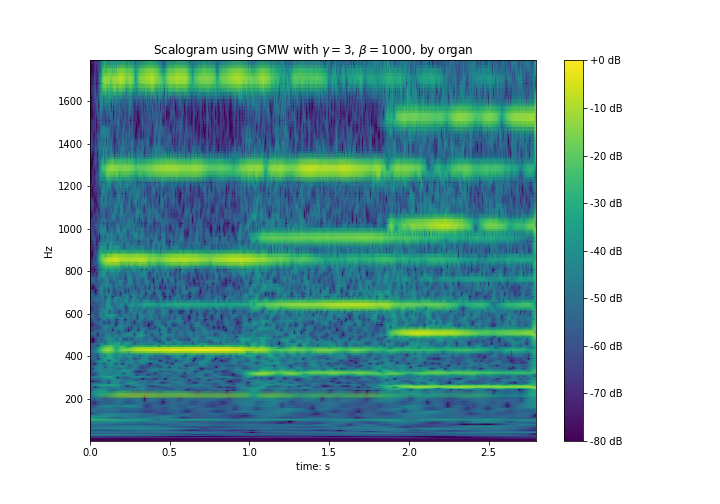 Scalogram using GMW with γ = 3, β = 1000, by organ
Hz
1600
1400
1200
1000
800
600
400
200
0.0 0.5 1.0 1.5 2.0 2.5
time: s
+0 dB
-10 dB
-20 dB
-30 dB
-40 dB
-50 dB
-60 dB
-70 dB
-80 dB